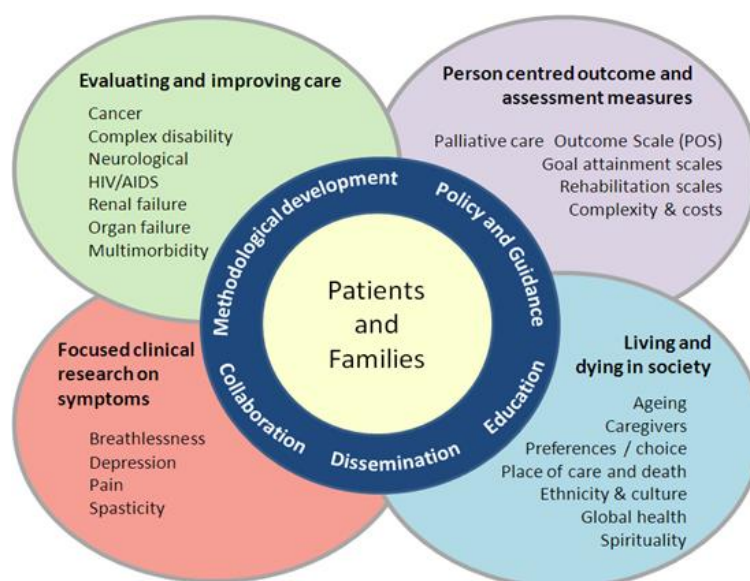 Evaluating and improving care
Cancer
Complex disability
Neurological
HIV/AIDS
Renal failure
Organ failure
Multimorbidity
Person centred outcome and
assessment measures
Palliative care Outcome Scale (POS)
Goal attainment scales
Rehabilitation scales
Complexity & costs
Methodological development
Policy and Guidance
Patients
and
Families
Collaboration
Dissemination
Education
Focused clinical
research on
symptoms
Breathlessness
Depression
Pain
Spasticity
Living and
dying in society
Ageing
Caregivers
Preferences / choice
Place of care and death
Ethnicity & culture
Global health
Spirituality